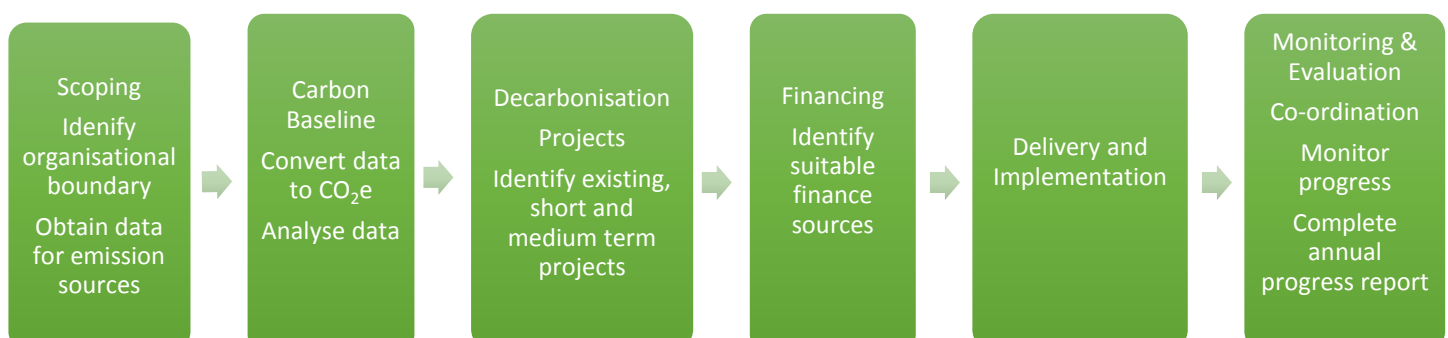 Scoping
Idenify
organisational
boundary
Obtain data
for emission
sources
Carbon
Baseline
Convert data
to CO₂e
Analyse data
Decarbonisation
Projects
Identify existing,
short and
medium term
projects
Financing
Identify
suitable
finance
sources
Delivery and
Implementation
Monitoring &
Evaluation
Co-ordination
Monitor
progress
Complete
annual
progress report